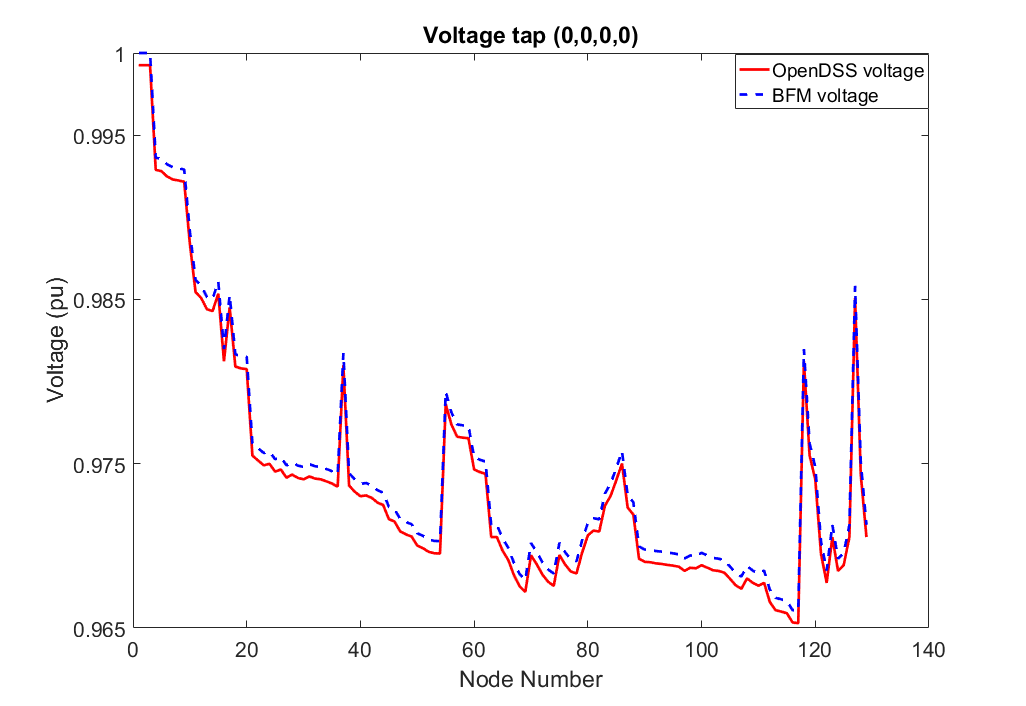 Voltage tap (0,0,0,0)
OpenDSS voltage
BFM voltage
1
0.995
0.985
0.975
0.965
Voltage (pu)
0 20 40 60 80 100 120 140
Node Number